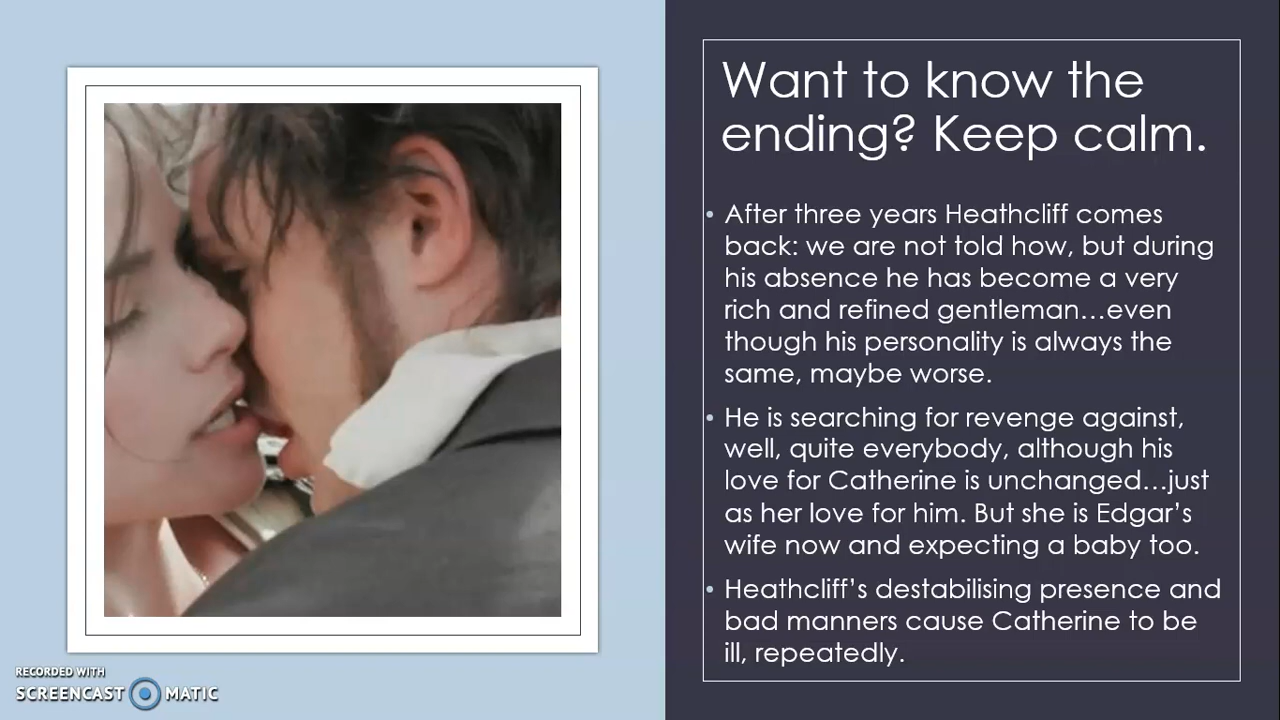 Want to know the
ending? Keep calm.
• After three years Heathcliff comes
back: we are not told how, but during
his absence he has become a very
rich and refined gentleman...even
though his personality is always the
same, maybe worse.
• He is searching for revenge against,
well, quite everybody, although his
love for Catherine is unchanged...just
as her love for him. But she is Edgar's
wife now and expecting a baby too.
• Heathcliff's destabilising presence and
bad manners cause Catherine to be
ill, repeatedly.
RECORDED WITH
SCREENCAST MATIC